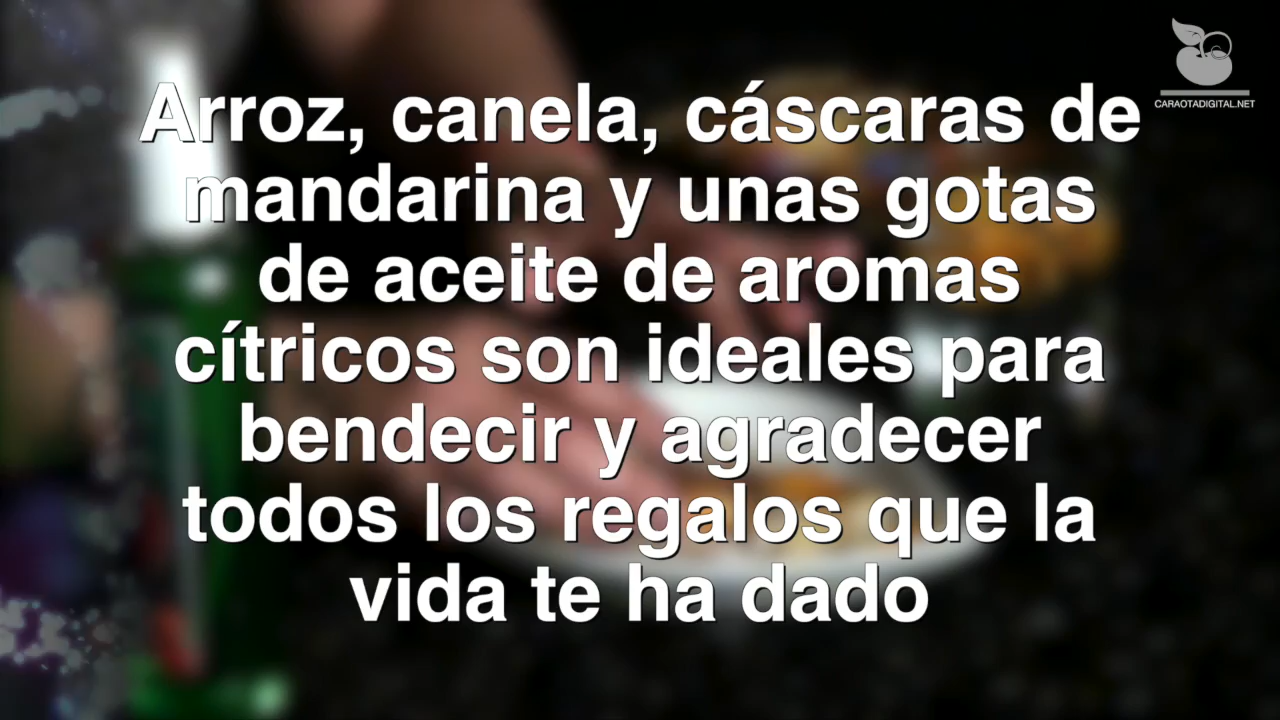 CARAOTADIGITAL.NET
Arroz, canela, cáscaras de
mandarina y unas gotas
de aceite de aromas
cítricos son ideales para
bendecir y agradecer
todos los regalos que la
vida te ha dado